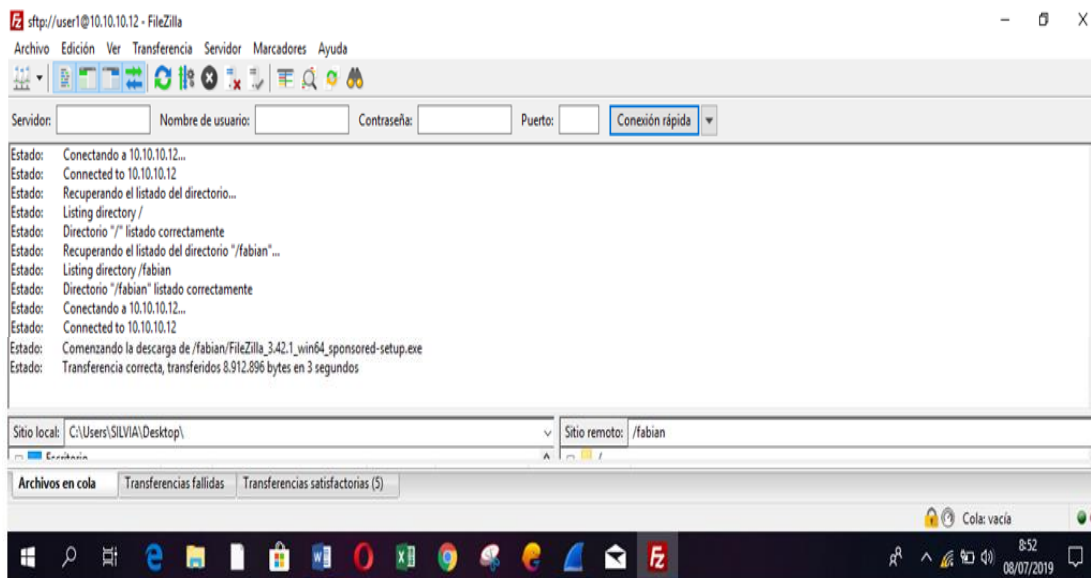 sftp://user1@10.10.10.12 - FileZilla
Archivo Edición Ver Transferencia Servidor Marcadores Ayuda
Servidor: Nombre de usuario: Contraseña: Puerto: Conexión rápida
Estado: Conectando a 10.10.10.12...
Estado: Connected to 10.10.10.12
Estado: Recuperando el listado del directorio...
Estado: Listing directory /
Estado: Directorio "/" listado correctamente
Estado: Recuperando el listado del directorio "/fabian"...
Estado: Listing directory /fabian
Estado: Directorio "/fabian" listado correctamente
Estado: Conectando a 10.10.10.12...
Estado: Connected to 10.10.10.12
Estado: Comenzando la descarga de /fabian/FileZilla_3.42.1_win64_sponsored-setup.exe
Estado: Transferencia correcta, transferidos 8.912.896 bytes en 3 segundos
Sitio local: C:\Users\SILVIA\Desktop\ Sitio remoto: /fabian
Escritorio /
Archivos en cola Transferencias fallidas Transferencias satisfactorias (5)
Cola: vacía
8:52
08/07/2019